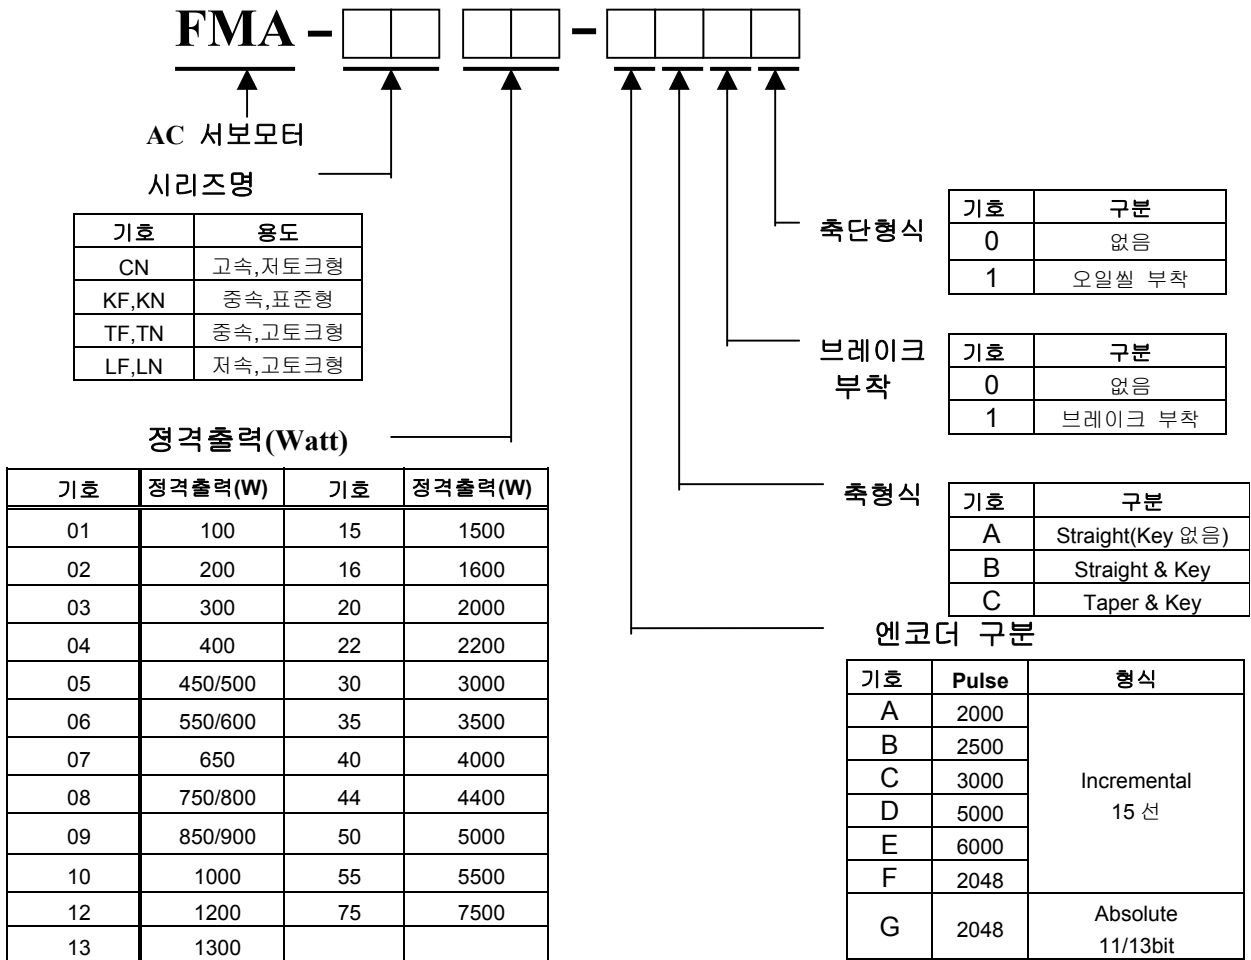 FMA – –
AC 서보모터
시리즈명
기호 용도
CN 고속,저토크형
KF,KN 중속,표준형
TF,TN 중속,고토크형
LF,LN 저속,고토크형
정격출력(Watt)
기호 정격출력(W) 기호 정격출력(W)
01 100 15 1500
02 200 16 1600
03 300 20 2000
04 400 22 2200
05 450/500 30 3000
06 550/600 35 3500
07 650 40 4000
08 750/800 44 4400
09 850/900 50 5000
10 1000 55 5500
12 1200 75 7500
13 1300
축단형식
기호 구분
0 없음
1 오일씰 부착
브레이크
부착
기호 구분
0 없음
1 브레이크 부착
축형식
기호 구분
A Straight(Key 없음)
B Straight & Key
C Taper & Key
엔코더 구분
기호 Pulse 형식
A 2000
B 2500
C 3000
D 5000
E 6000
F 2048
Incremental
15 선
G 2048
Absolute
11/13bit